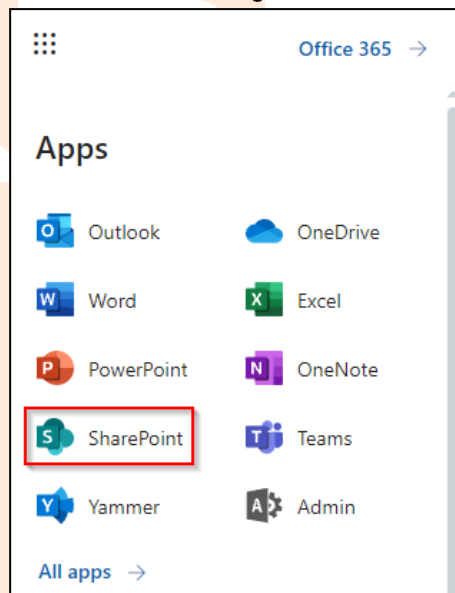 Office 365 →
Apps
Outlook
OneDrive
Word
Excel
PowerPoint
OneNote
SharePoint
Teams
Yammer
Admin
All apps →